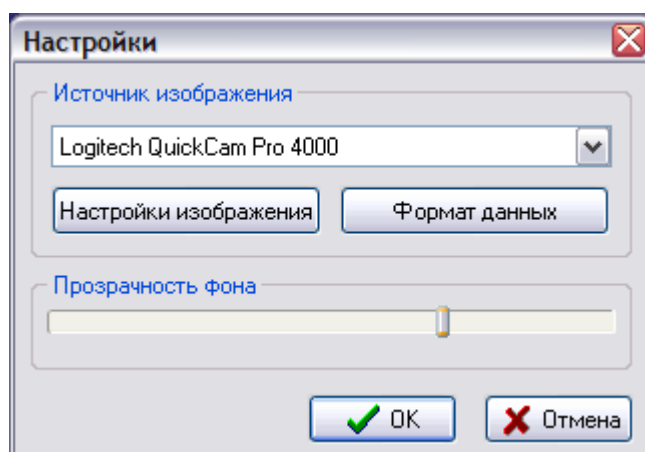 Настройки
Источник изображения
Logitech QuickCam Pro 4000
Настройки изображения
Формат данных
Прозрачность фона
OK
Отмена